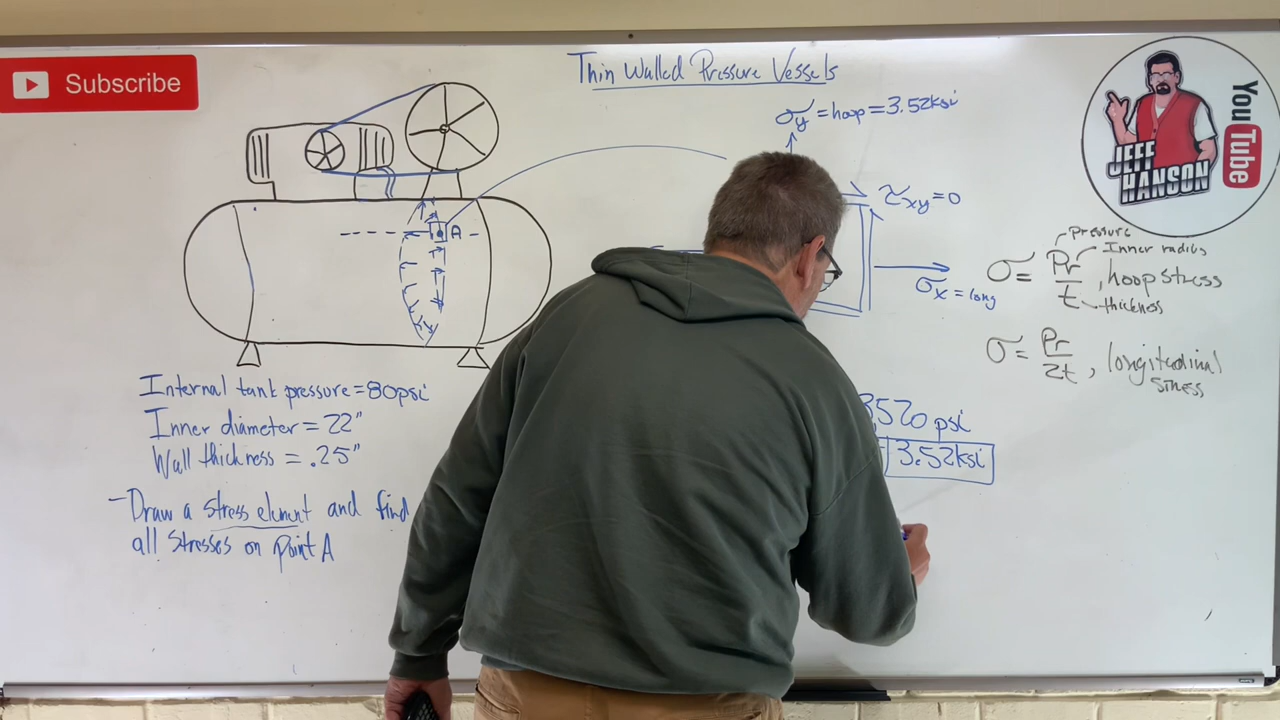 Subscribe
Thin Walled Pressure Vessels
σy = hoop = 3.52ksi
τxy = 0
σx = long
A
Internal tank pressure = 80psi
Inner diameter = 22"
Wall thickness = .25"
- Draw a stress element and find
all stresses on point A
3,520 psi
3.52ksi
pressure
Inner radius
σ = Pr/t, hoop stress
thickness
σ = Pr/2t, longitudinal
stress
YouTube
JEFF
HANSON